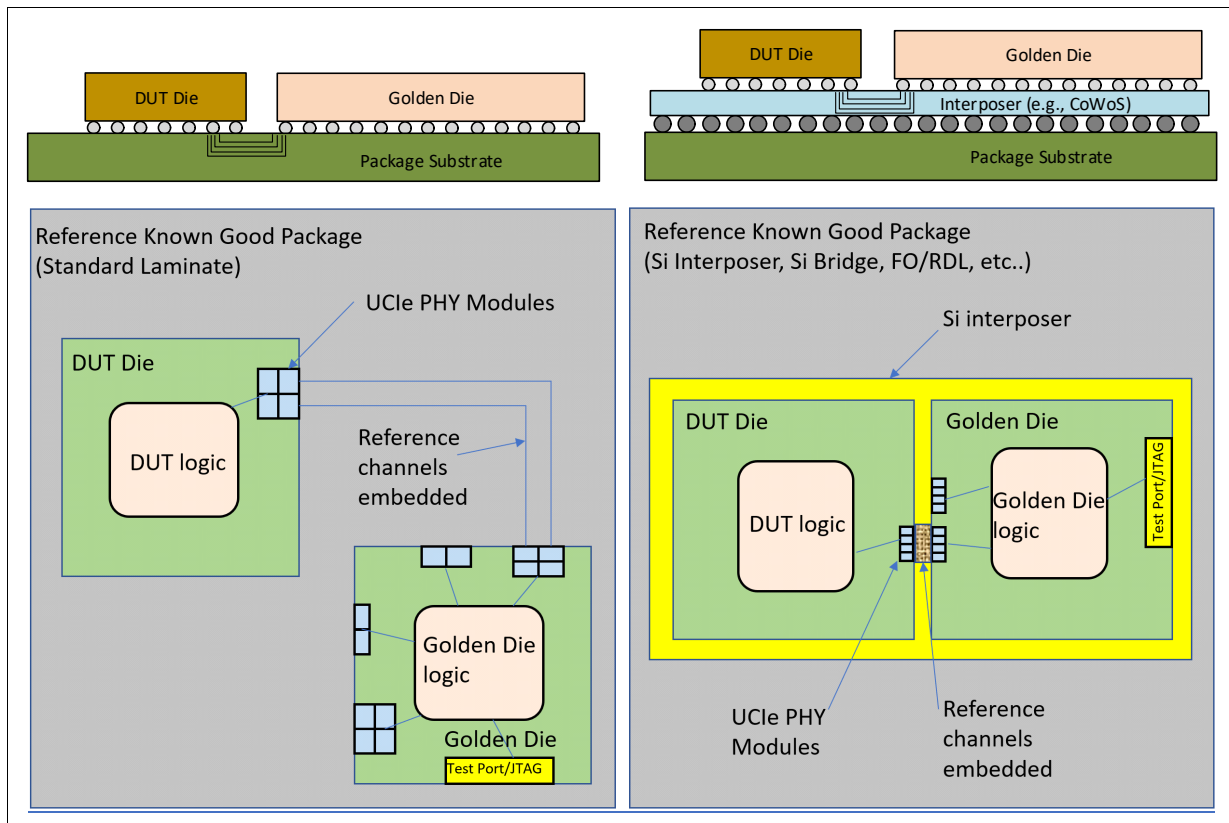 DUT Die
Golden Die
Package Substrate
DUT Die
Golden Die
Interposer (e.g., CoWoS)
Package Substrate
Reference Known Good Package
(Standard Laminate)
UCIe PHY Modules
DUT Die
DUT logic
Reference
channels
embedded
Golden Die
logic
Golden Die
Test Port/JTAG
Reference Known Good Package
(Si Interposer, Si Bridge, FO/RDL, etc..)
Si interposer
DUT Die
Golden Die
DUT logic
Golden Die
logic
Test Port/JTAG
UCIe PHY
Modules
Reference
channels
embedded